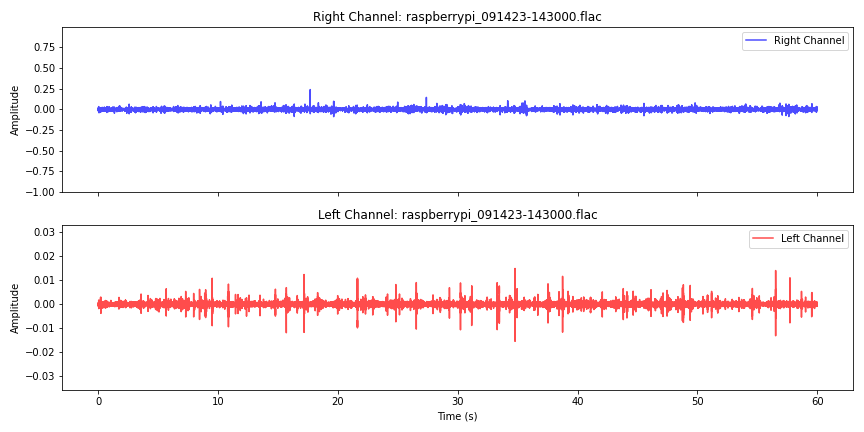 Right Channel: raspberrypi_091423-143000.flac
Right Channel
Amplitude
0.75
0.50
0.25
0.00
−0.25
−0.50
−0.75
−1.00
Left Channel: raspberrypi_091423-143000.flac
Left Channel
Amplitude
0.03
0.02
0.01
0.00
−0.01
−0.02
−0.03
0 10 20 30 40 50 60
Time (s)